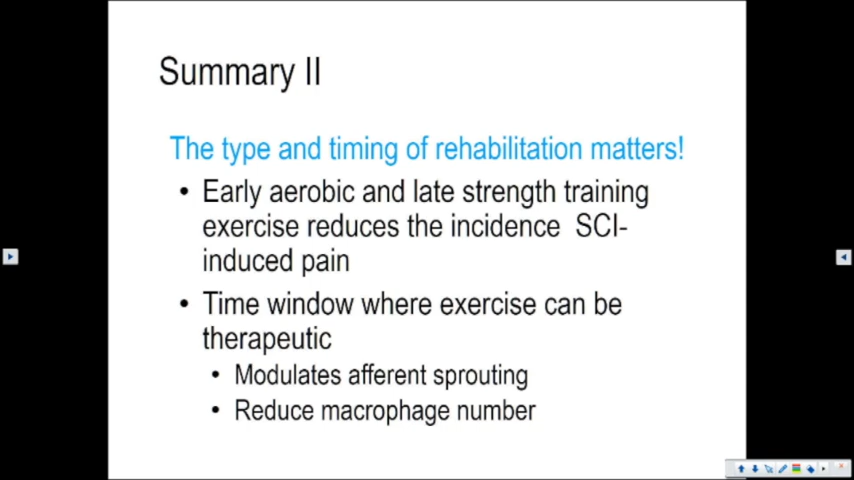 Summary II
The type and timing of rehabilitation matters!
• Early aerobic and late strength training
exercise reduces the incidence  SCI-
induced pain
• Time window where exercise can be
therapeutic
• Modulates afferent sprouting
• Reduce macrophage number